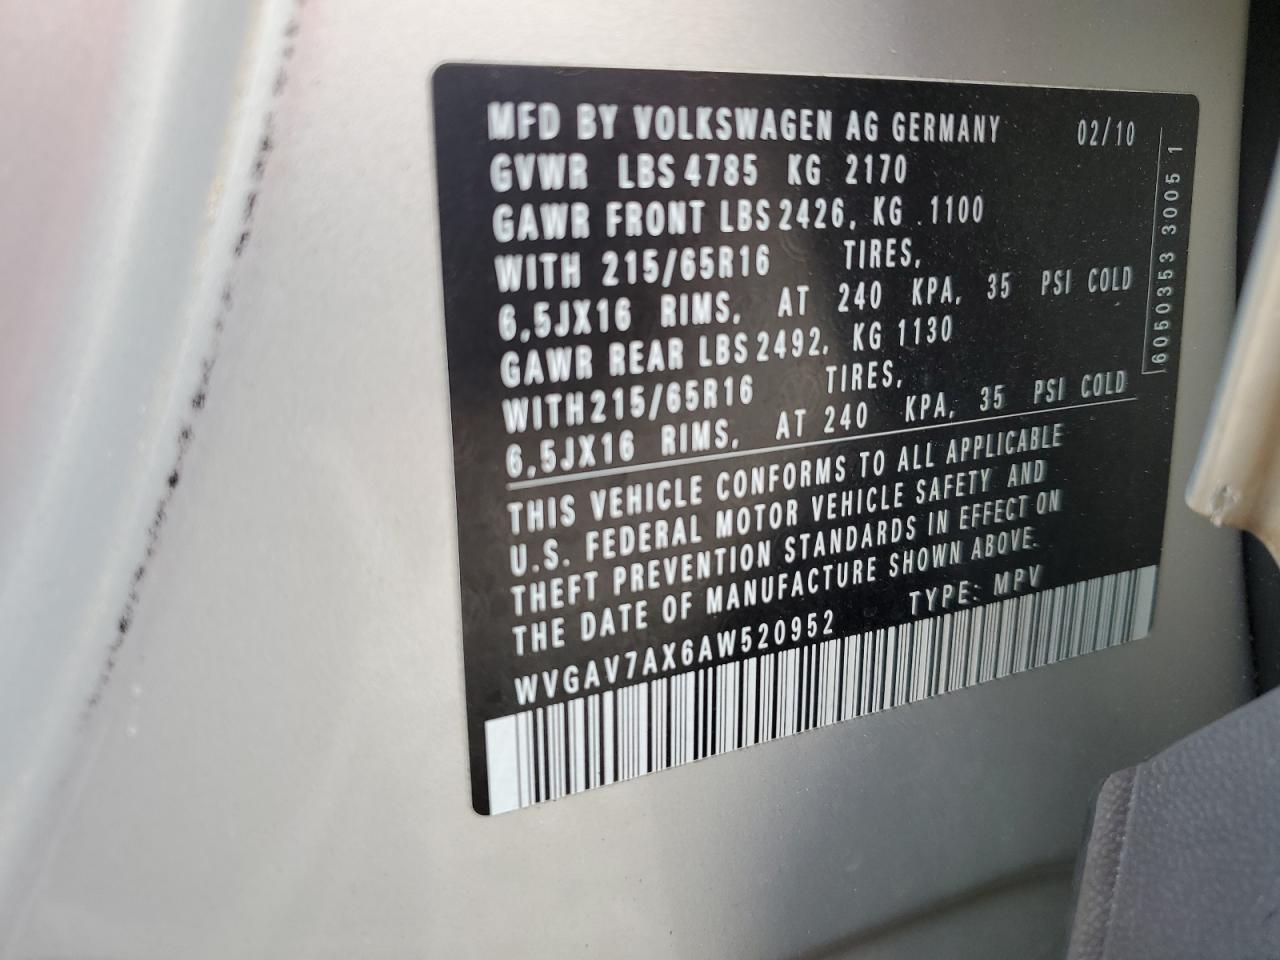 MFD BY VOLKSWAGEN AG GERMANY 02/10
GVWR LBS 4785 KG 2170
GAWR FRONT LBS 2426, KG .1100
WITH 215/65R16 TIRES,
6,5JX16 RIMS, AT 240 KPA, 35 PSI COLD
GAWR REAR LBS 2492, KG 1130
WITH 215/65R16 TIRES,
6,5JX16 RIMS, AT 240 KPA, 35 PSI COLD
THIS VEHICLE CONFORMS TO ALL APPLICABLE
U.S. FEDERAL MOTOR VEHICLE SAFETY AND
THEFT PREVENTION STANDARDS IN EFFECT ON
THE DATE OF MANUFACTURE SHOWN ABOVE.
WVGAV7AX6AW520952 TYPE: MPV
6050353 3005 1